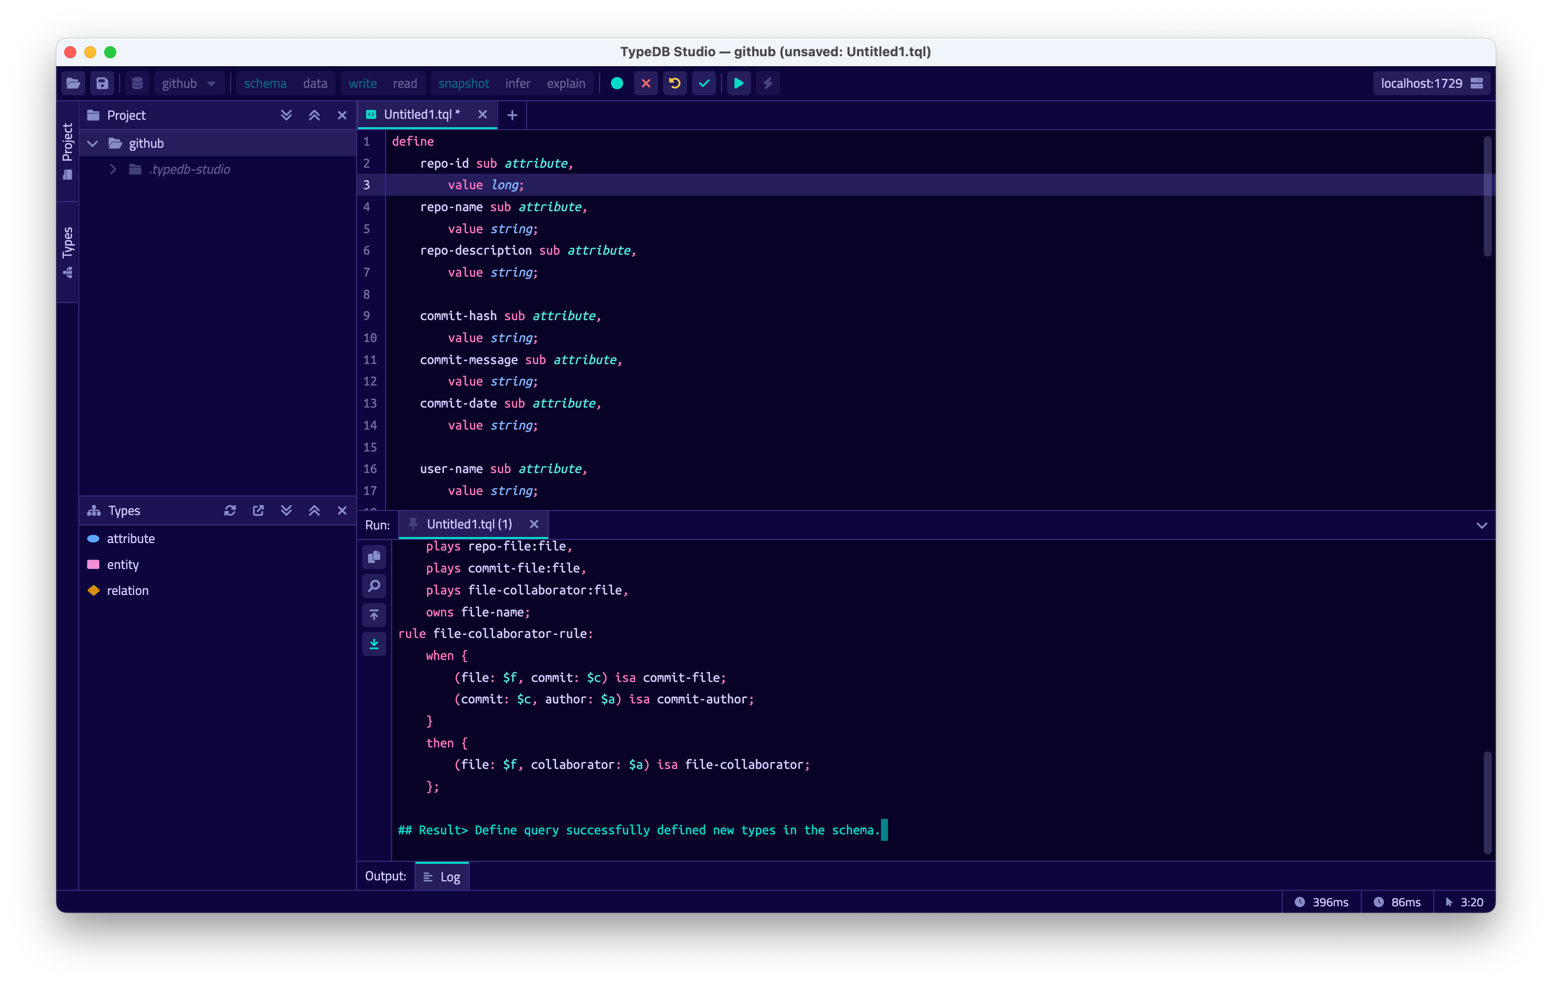 TypeDB Studio — github (unsaved: Untitled1.tql)
github schema data write read snapshot infer explain localhost:1729
Project
Types
Project
github
.typedb-studio
Types
attribute
entity
relation
Untitled1.tql *
1 define
2 repo-id sub attribute,
3 value long;
4 repo-name sub attribute,
5 value string;
6 repo-description sub attribute,
7 value string;
8
9 commit-hash sub attribute,
10 value string;
11 commit-message sub attribute,
12 value string;
13 commit-date sub attribute,
14 value string;
15
16 user-name sub attribute,
17 value string;
Run: Untitled1.tql (1)
plays repo-file:file,
plays commit-file:file,
plays file-collaborator:file,
owns file-name;
rule file-collaborator-rule:
when {
(file: $f, commit: $c) isa commit-file;
(commit: $c, author: $a) isa commit-author;
}
then {
(file: $f, collaborator: $a) isa file-collaborator;
};
## Result> Define query successfully defined new types in the schema.
Output: Log
396ms 86ms 3:20